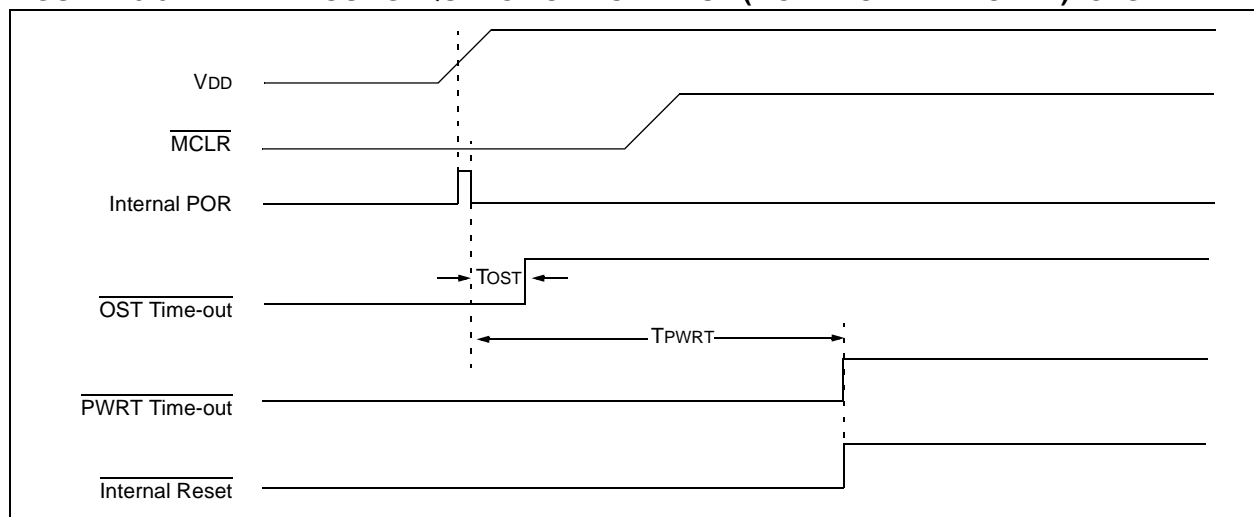 VDD
MCLR
Internal POR
TOST
OST Time-out
TPWRT
PWRT Time-out
Internal Reset